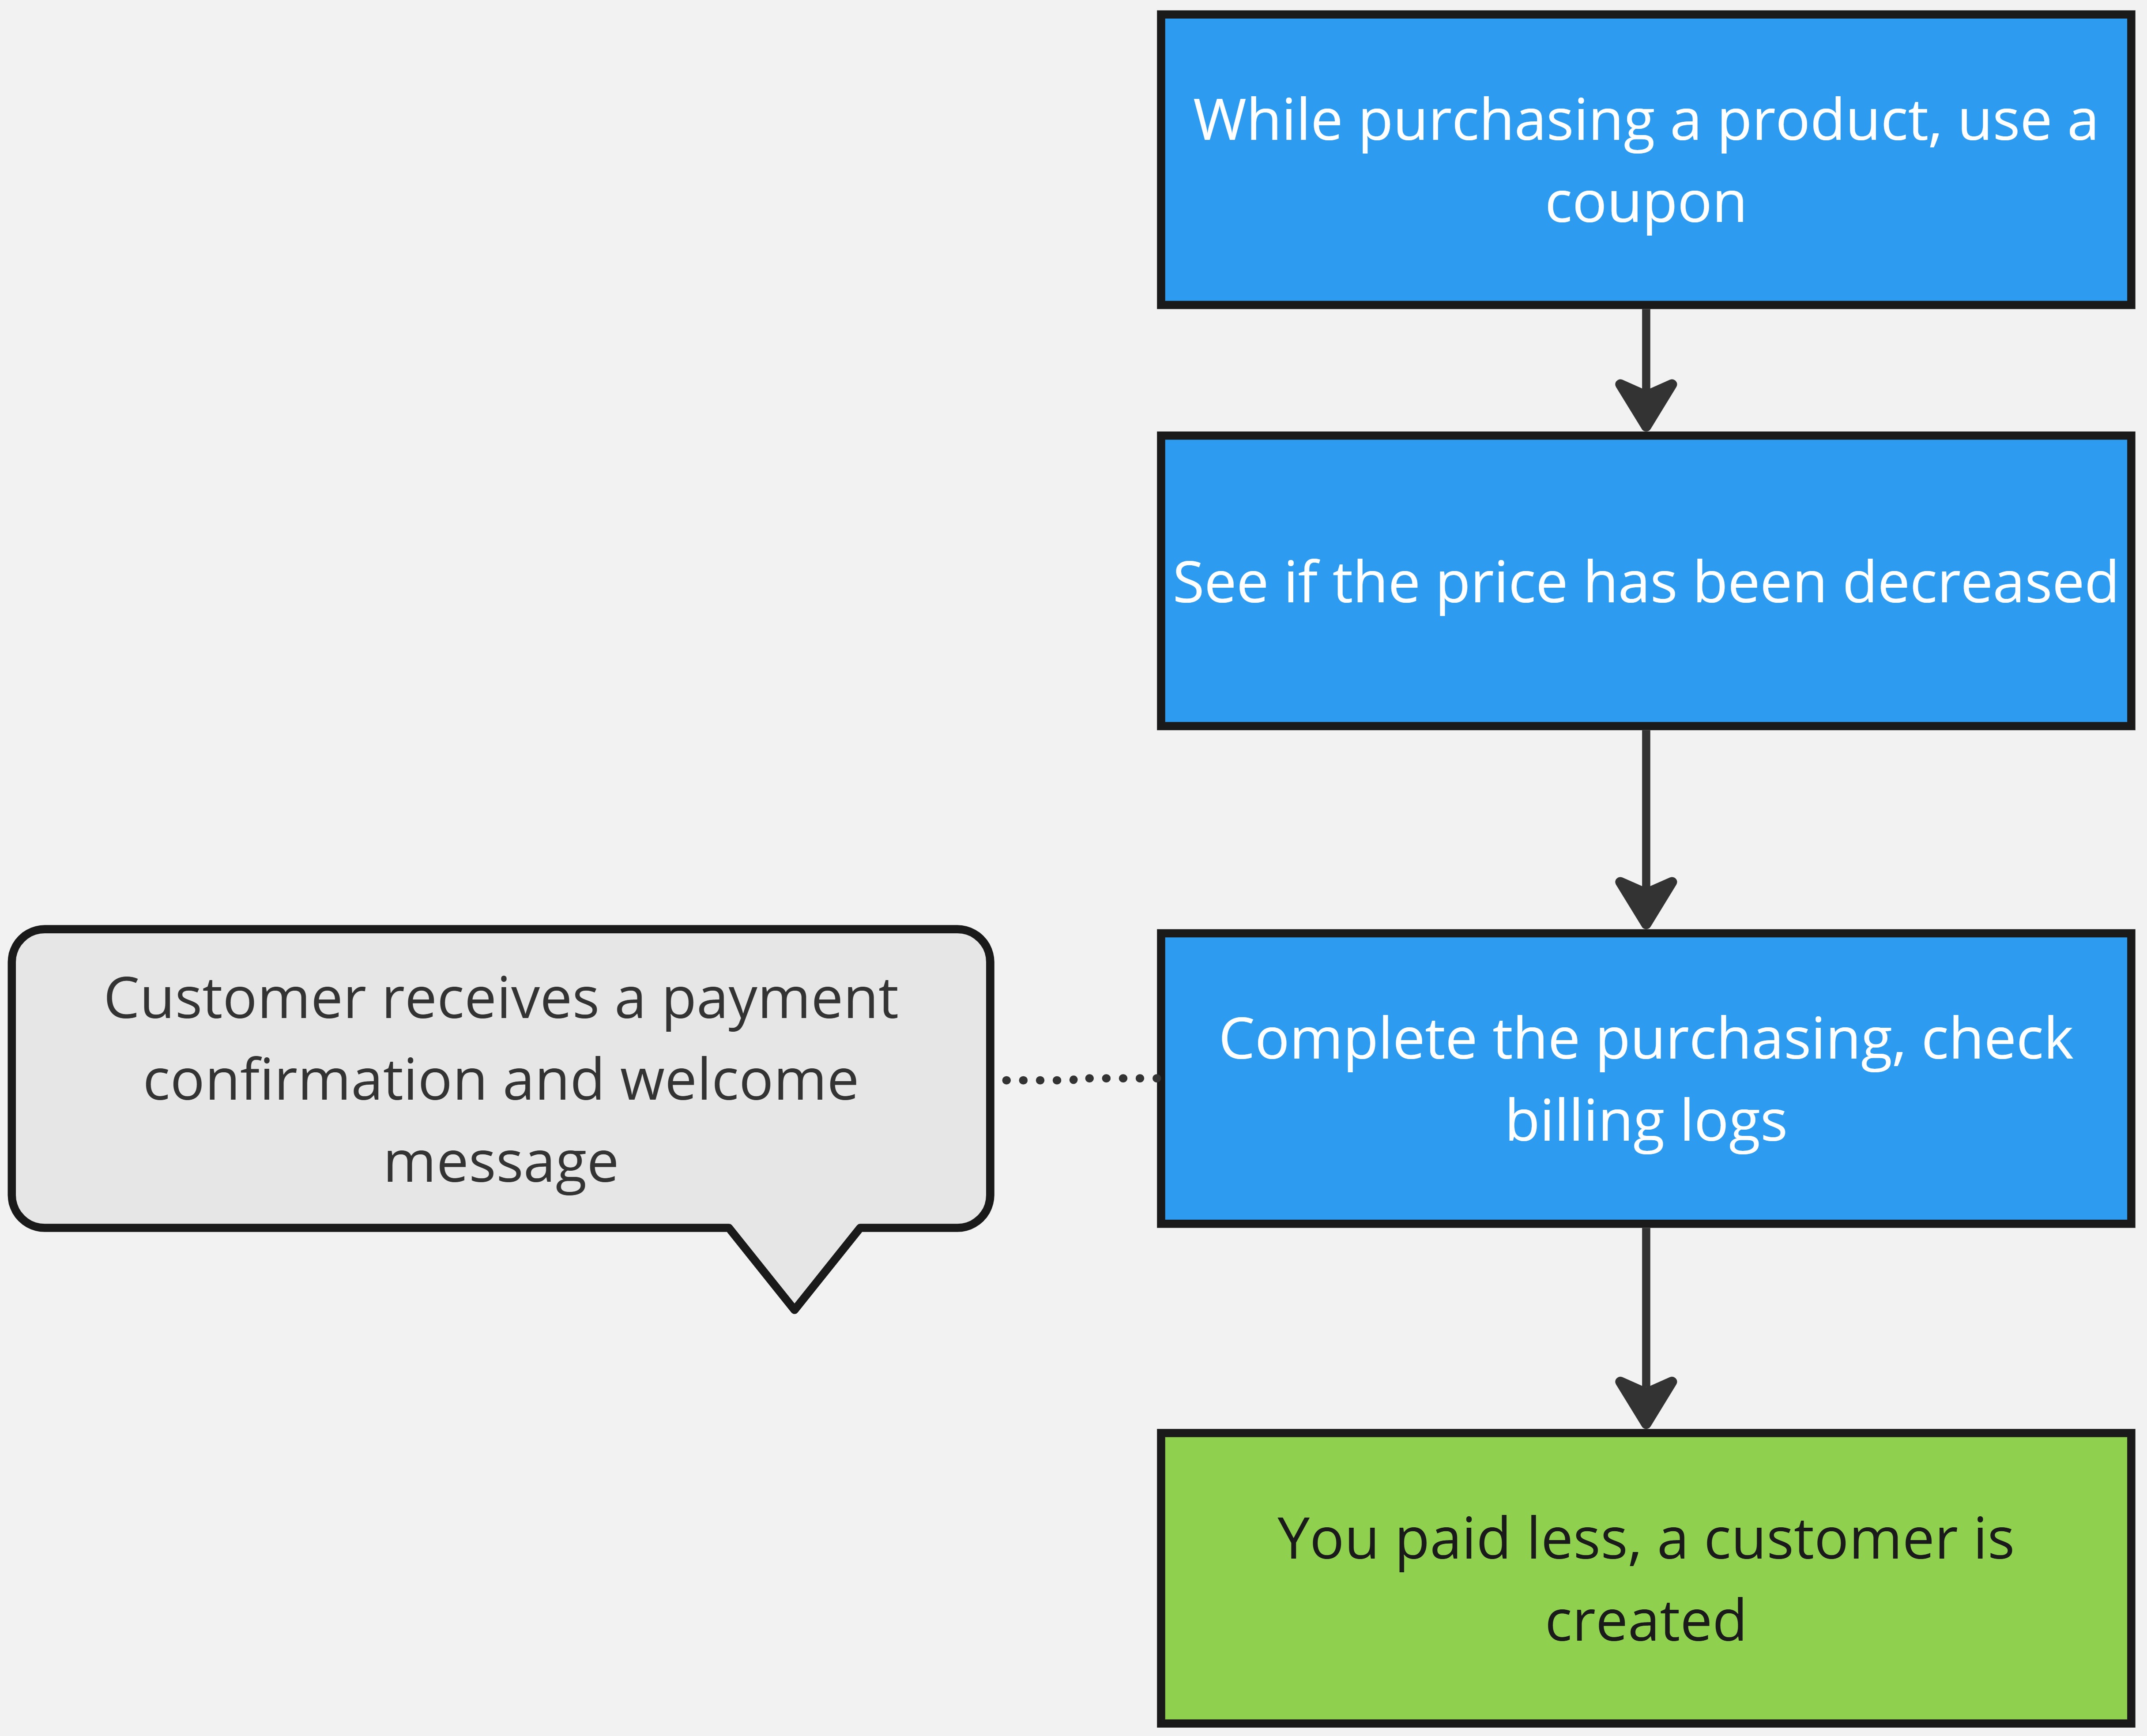 While purchasing a product, use a
coupon
See if the price has been decreased
Customer receives a payment
confirmation and welcome
message
Complete the purchasing, check
billing logs
You paid less, a customer is
created